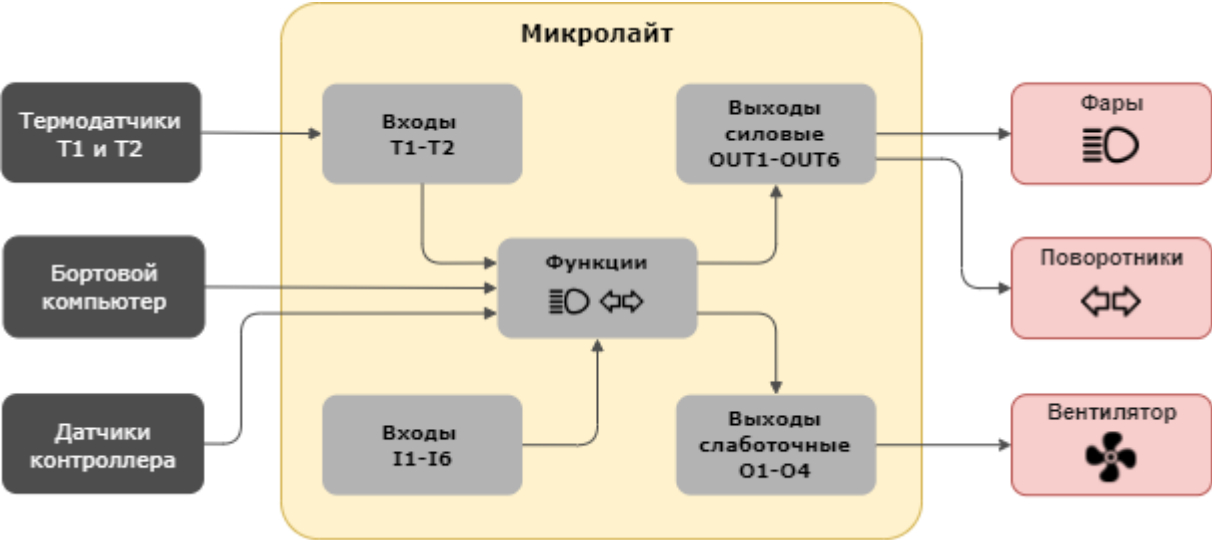 Микролайт
Термодатчики
T1 и T2
Входы
T1-T2
Выходы
силовые
OUT1-OUT6
Фары
Бортовой
компьютер
Функции
Поворотники
Датчики
контроллера
Входы
I1-I6
Выходы
слаботочные
O1-O4
Вентилятор